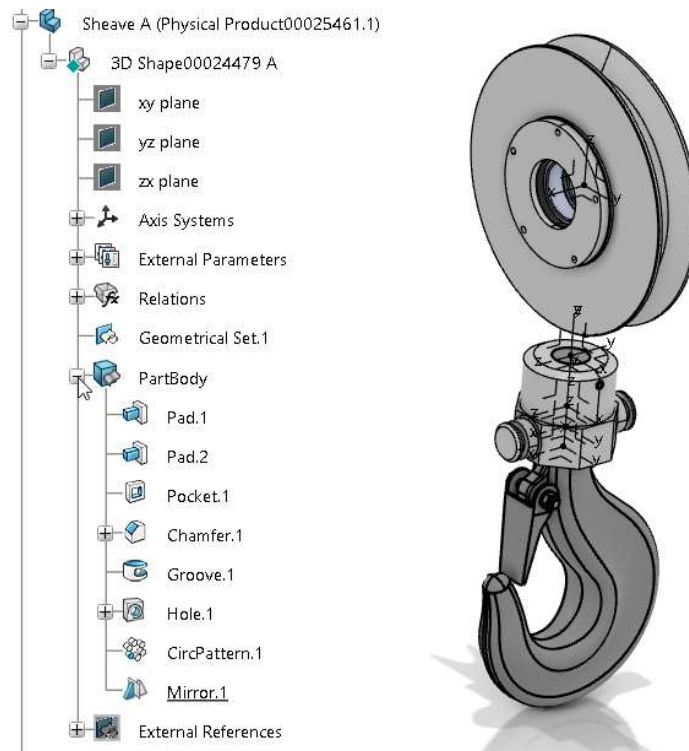 Sheave A (Physical Product00025461.1)
3D Shape00024479 A
xy plane
yz plane
zx plane
Axis Systems
External Parameters
Relations
Geometrical Set.1
PartBody
Pad.1
Pad.2
Pocket.1
Chamfer.1
Groove.1
Hole.1
CircPattern.1
Mirror.1
External References